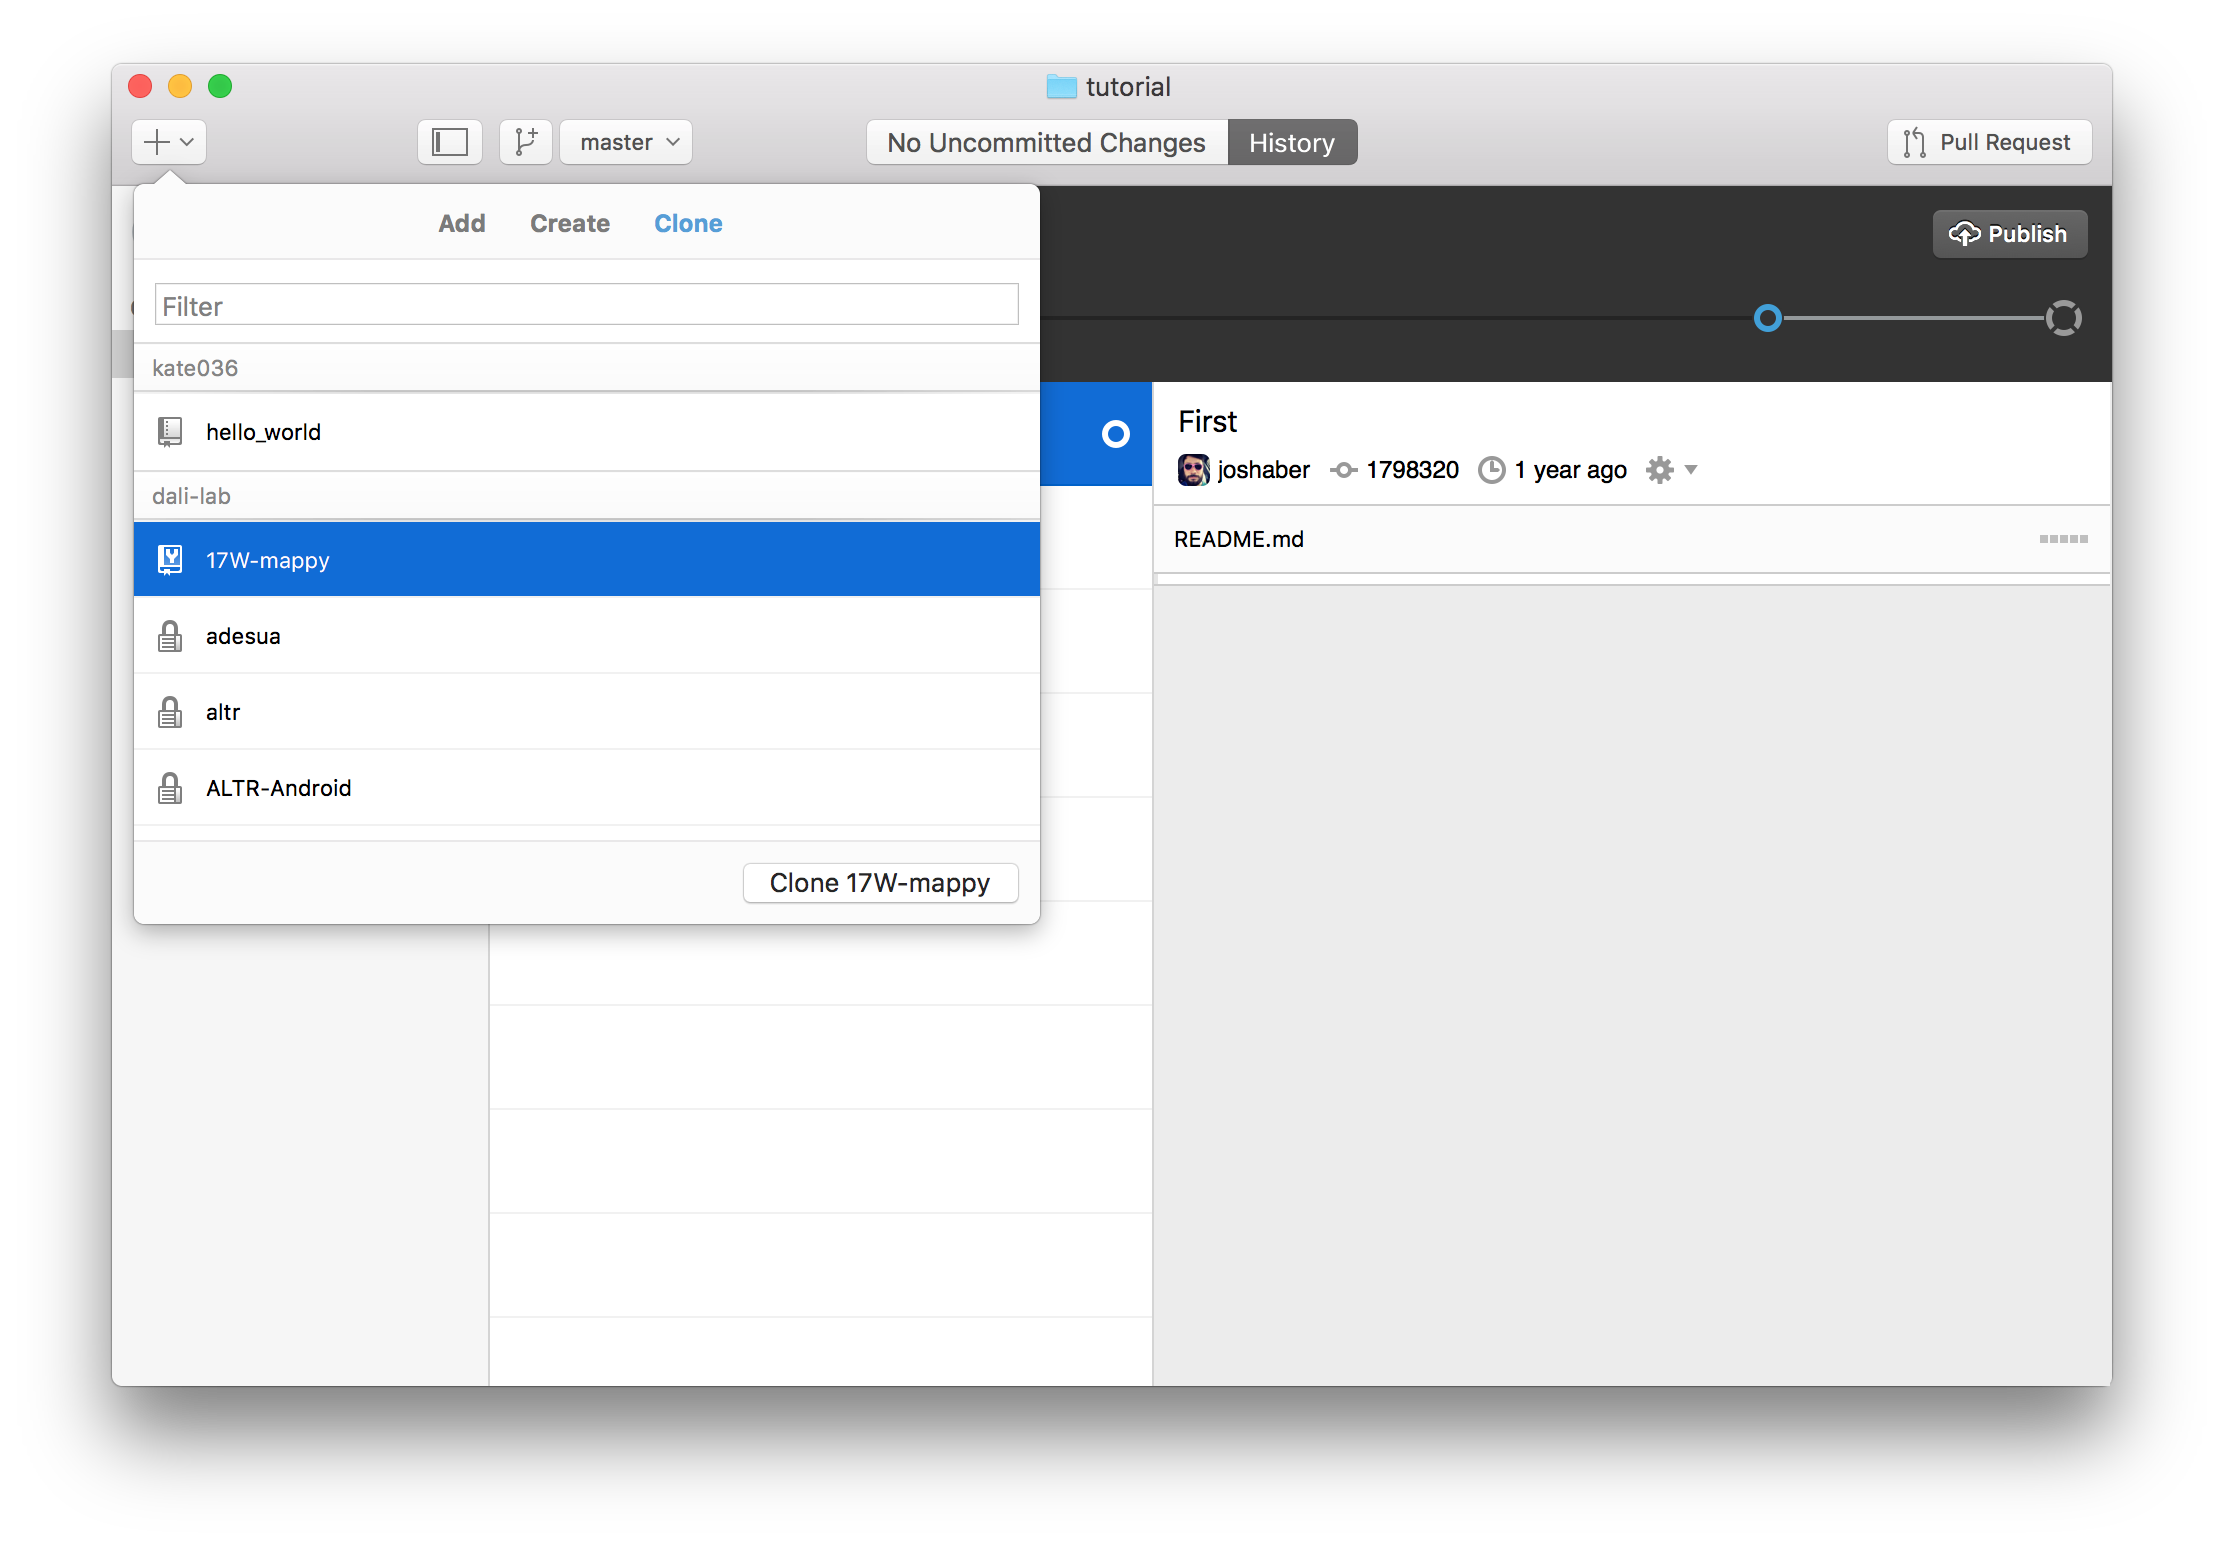 tutorial
master
No Uncommitted Changes
History
Pull Request
Add
Create
Clone
Publish
Filter
kate036
hello_world
dali-lab
17W-mappy
adesua
altr
ALTR-Android
Clone 17W-mappy
First
joshaber
1798320
1 year ago
README.md